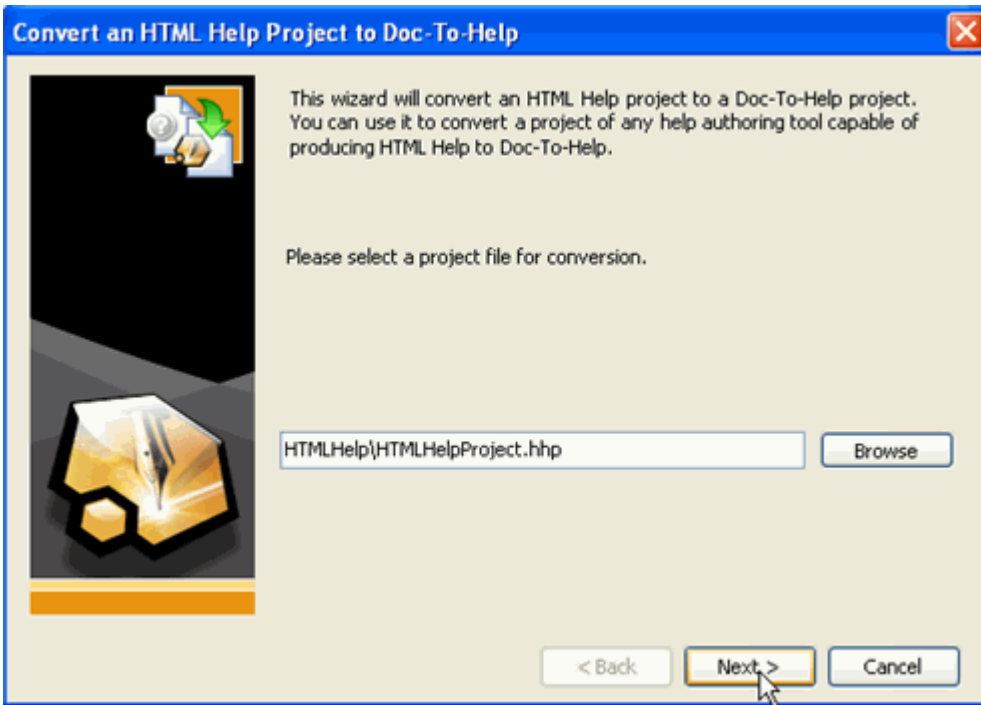 Convert an HTML Help Project to Doc-To-Help
This wizard will convert an HTML Help project to a Doc-To-Help project.
You can use it to convert a project of any help authoring tool capable of
producing HTML Help to Doc-To-Help.
Please select a project file for conversion.
HTMLHelp\HTMLHelpProject.hhp
Browse
< Back
Next >
Cancel